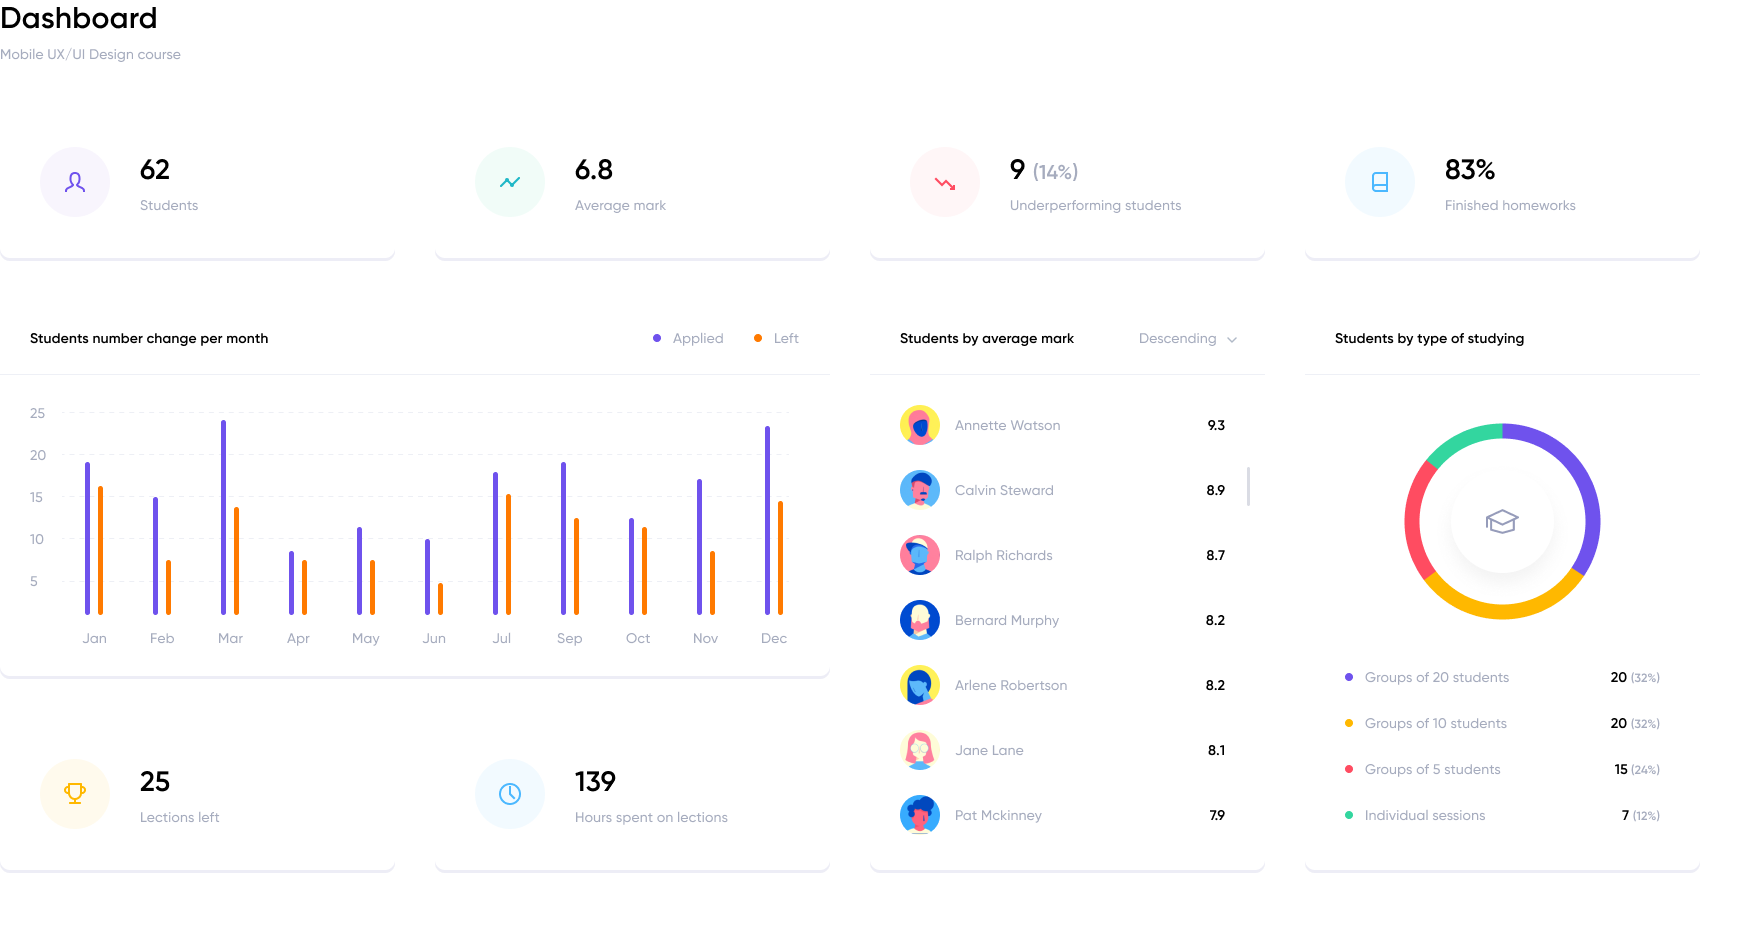 Dashboard
Mobile UX/UI Design course
62
Students
6.8
Average mark
9 (14%)
Underperforming students
83%
Finished homeworks
Students number change per month
Applied
Left
25
20
15
10
5
Jan Feb Mar Apr May Jun Jul Sep Oct Nov Dec
25
Lections left
139
Hours spent on lections
Students by average mark
Descending
Annette Watson 9.3
Calvin Steward 8.9
Ralph Richards 8.7
Bernard Murphy 8.2
Arlene Robertson 8.2
Jane Lane 8.1
Pat Mckinney 7.9
Students by type of studying
Groups of 20 students 20 (32%)
Groups of 10 students 20 (32%)
Groups of 5 students 15 (24%)
Individual sessions 7 (12%)